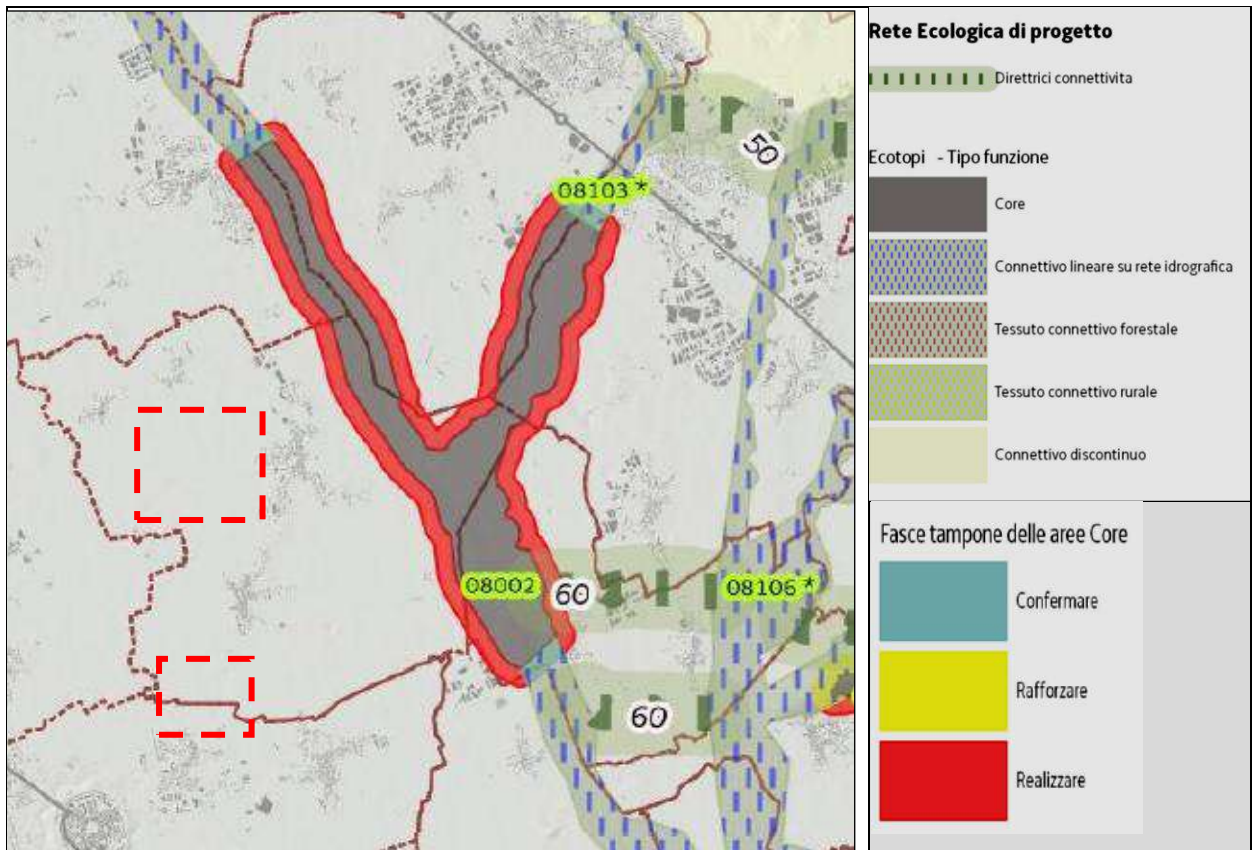 50
08103 *
08002
60
08106 *
60
Rete Ecologica di progetto
Direttrici connettivita
Ecotopi - Tipo funzione
Core
Connettivo lineare su rete idrografica
Tessuto connettivo forestale
Tessuto connettivo rurale
Connettivo discontinuo
Fasce tampone delle aree Core
Confermare
Rafforzare
Realizzare